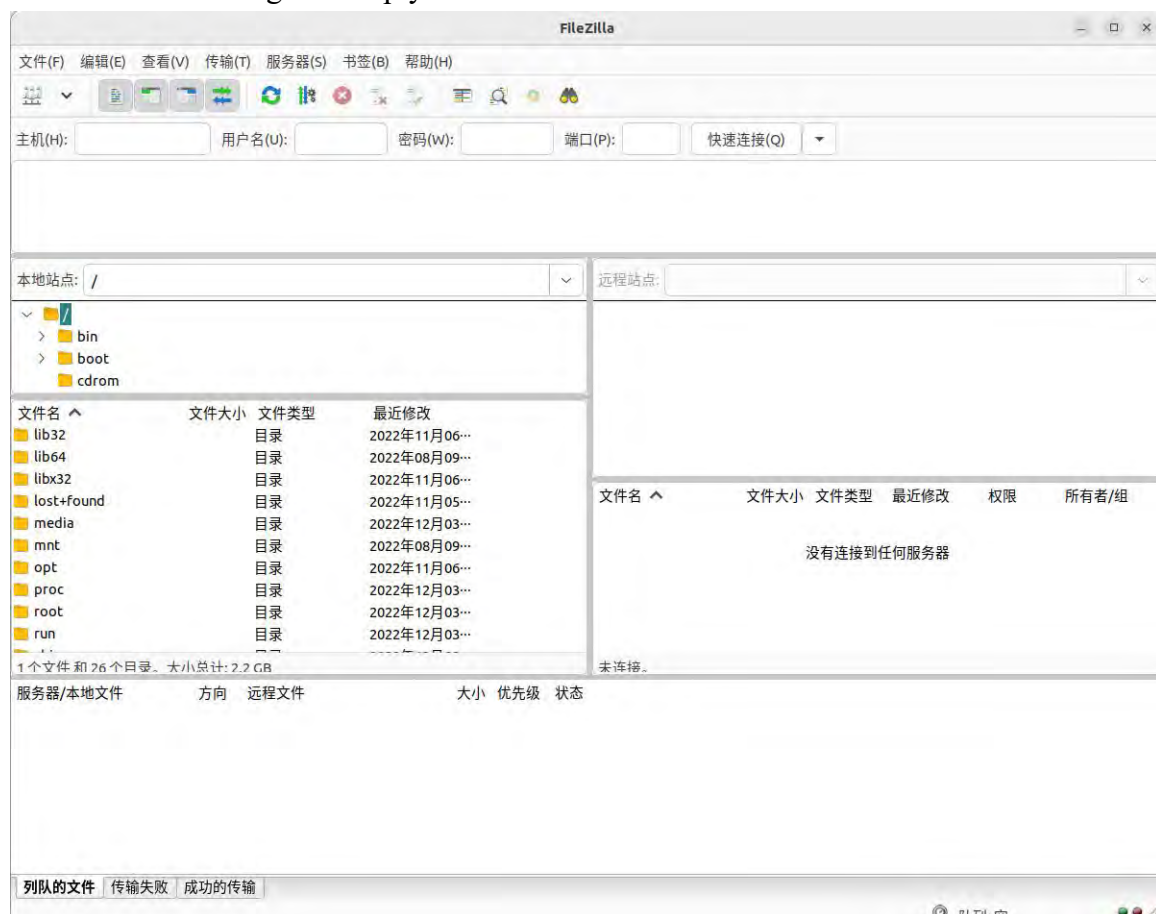 FileZilla
文件(F) 编辑(E) 查看(V) 传输(T) 服务器(S) 书签(B) 帮助(H)
主机(H): 用户名(U): 密码(W): 端口(P): 快速连接(Q)
本地站点: /
远程站点:
/
bin
boot
cdrom
文件名 文件大小 文件类型 最近修改
lib32 目录 2022年11月06…
lib64 目录 2022年08月09…
libx32 目录 2022年11月06…
lost+found 目录 2022年11月05…
media 目录 2022年12月03…
mnt 目录 2022年08月09…
opt 目录 2022年11月06…
proc 目录 2022年12月03…
root 目录 2022年12月03…
run 目录 2022年12月03…
1个文件 和 26个目录。大小总计: 2.2 GB
文件名 文件大小 文件类型 最近修改 权限 所有者/组
没有连接到任何服务器
未连接。
服务器/本地文件 方向 远程文件 大小 优先级 状态
列队的文件 传输失败 成功的传输